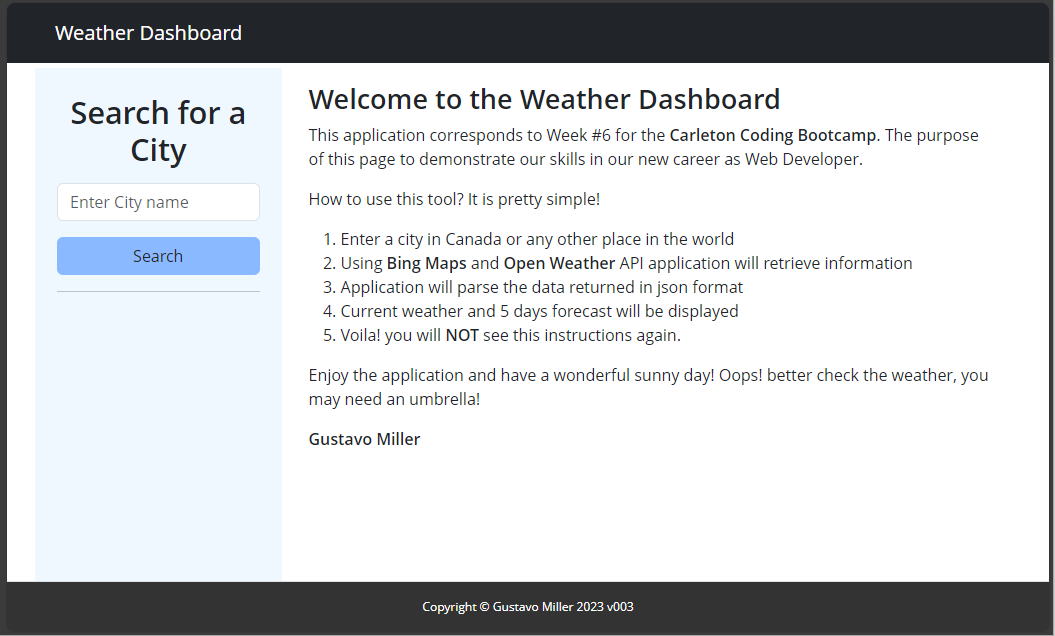 Weather Dashboard
Search for a
City
Enter City name
Search
Welcome to the Weather Dashboard
This application corresponds to Week #6 for the Carleton Coding Bootcamp. The purpose
of this page to demonstrate our skills in our new career as Web Developer.
How to use this tool? It is pretty simple!
1. Enter a city in Canada or any other place in the world
2. Using Bing Maps and Open Weather API application will retrieve information
3. Application will parse the data returned in json format
4. Current weather and 5 days forecast will be displayed
5. Voila! you will NOT see this instructions again.
Enjoy the application and have a wonderful sunny day! Oops! better check the weather, you
may need an umbrella!
Gustavo Miller
Copyright © Gustavo Miller 2023 v003